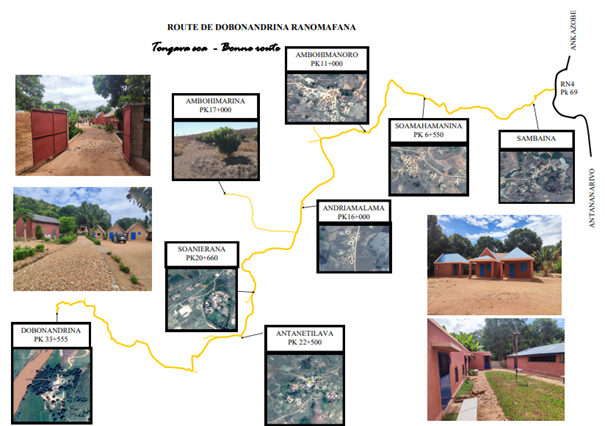 ROUTE DE DOBONANDRINA RANOMAFANA
Tongava soa - Bonne route
ANKAZOBE
AMBOHIMANORO
PK11+000
RN4
Pk 69
AMBOHIMARINA
PK17+000
SOAMAHAMANINA
PK 6+550
SAMBAINA
ANTANANARIVO
ANDRIAMALAMA
PK16+000
SOANIERANA
PK20+660
DOBONANDRINA
PK 33+555
ANTANETILAVA
PK 22+500